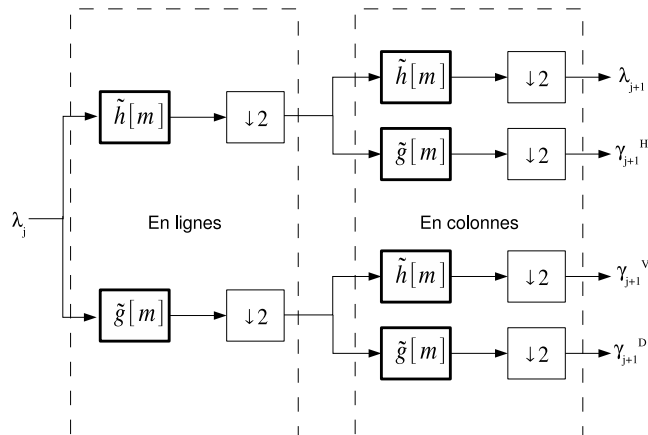 h̃[m] ↓2 λⱼ₊₁
h̃[m] ↓2
g̃[m] ↓2 γⱼ₊₁ᴴ
λⱼ En lignes En colonnes
h̃[m] ↓2 γⱼ₊₁ⱽ
g̃[m] ↓2
g̃[m] ↓2 γⱼ₊₁ᴰ